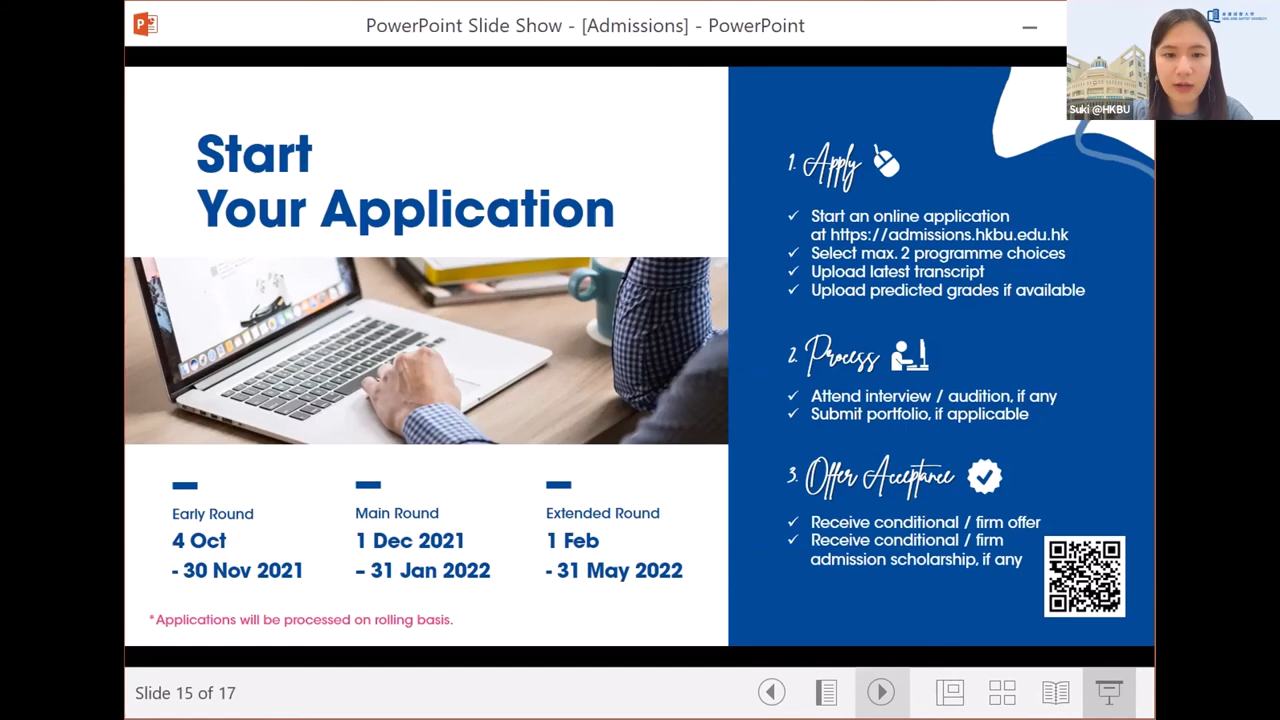 PowerPoint Slide Show - [Admissions] - PowerPoint
Suki @HKBU
Start
Your Application
Early Round
4 Oct
- 30 Nov 2021
Main Round
1 Dec 2021
– 31 Jan 2022
Extended Round
1 Feb
- 31 May 2022
*Applications will be processed on rolling basis.
1. Apply
✓ Start an online application
at https://admissions.hkbu.edu.hk
✓ Select max. 2 programme choices
✓ Upload latest transcript
✓ Upload predicted grades if available
2. Process
✓ Attend interview / audition, if any
✓ Submit portfolio, if applicable
3. Offer Acceptance
✓ Receive conditional / firm offer
✓ Receive conditional / firm
admission scholarship, if any
Slide 15 of 17